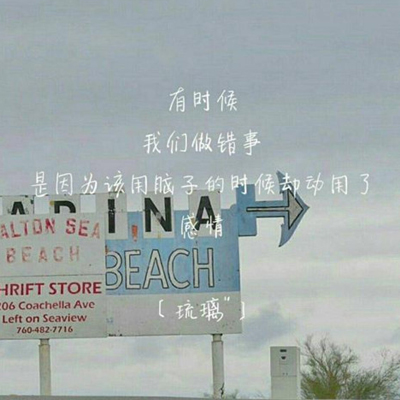 有时候
我们做错事
是因为该用脑子的时候却动用了
感情
[琉璃"]
ARINA
ALTON SEA
BEACH
BEACH
HRIFT STORE
206 Coachella Ave
Left on Seaview
760-482-7716